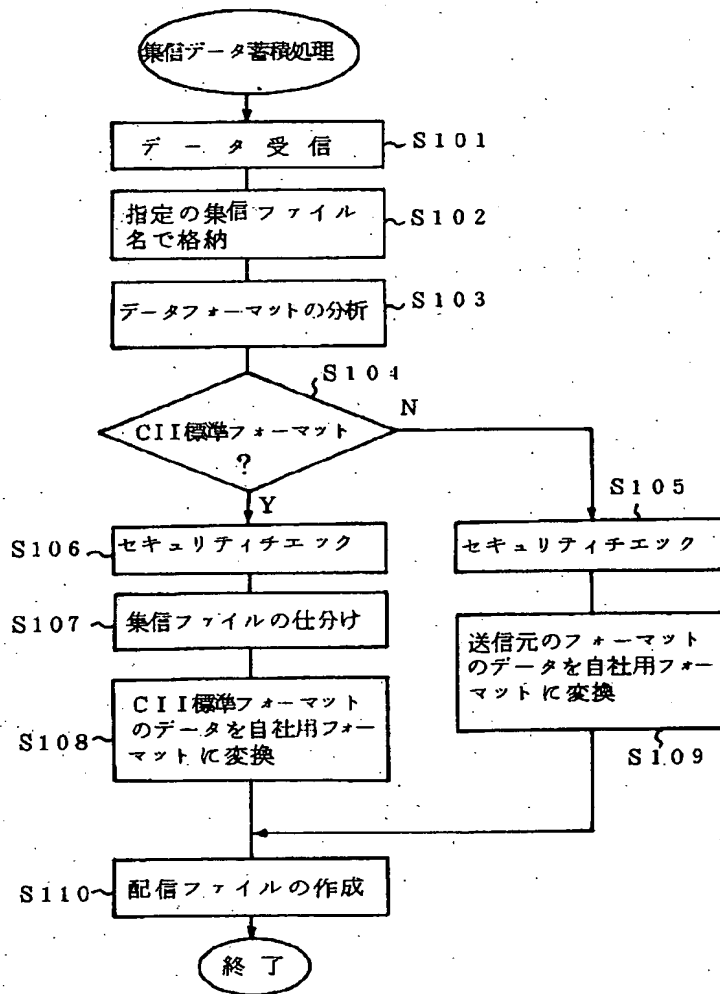 集信データ蓄積処理
データ受信
S101
指定の集信ファイル
名で格納
S102
データフォーマットの分析
S103
S104
CII標準フォーマット
?
N
Y
S105
S106
セキュリティチエック
セキュリティチエック
S107
集信ファイルの仕分け
送信元のフォーマット
のデータを自社用フォー
マットに変換
S108
CII標準フォーマット
のデータを自社用フォー
マットに変換
S109
S110
配信ファイルの作成
終了